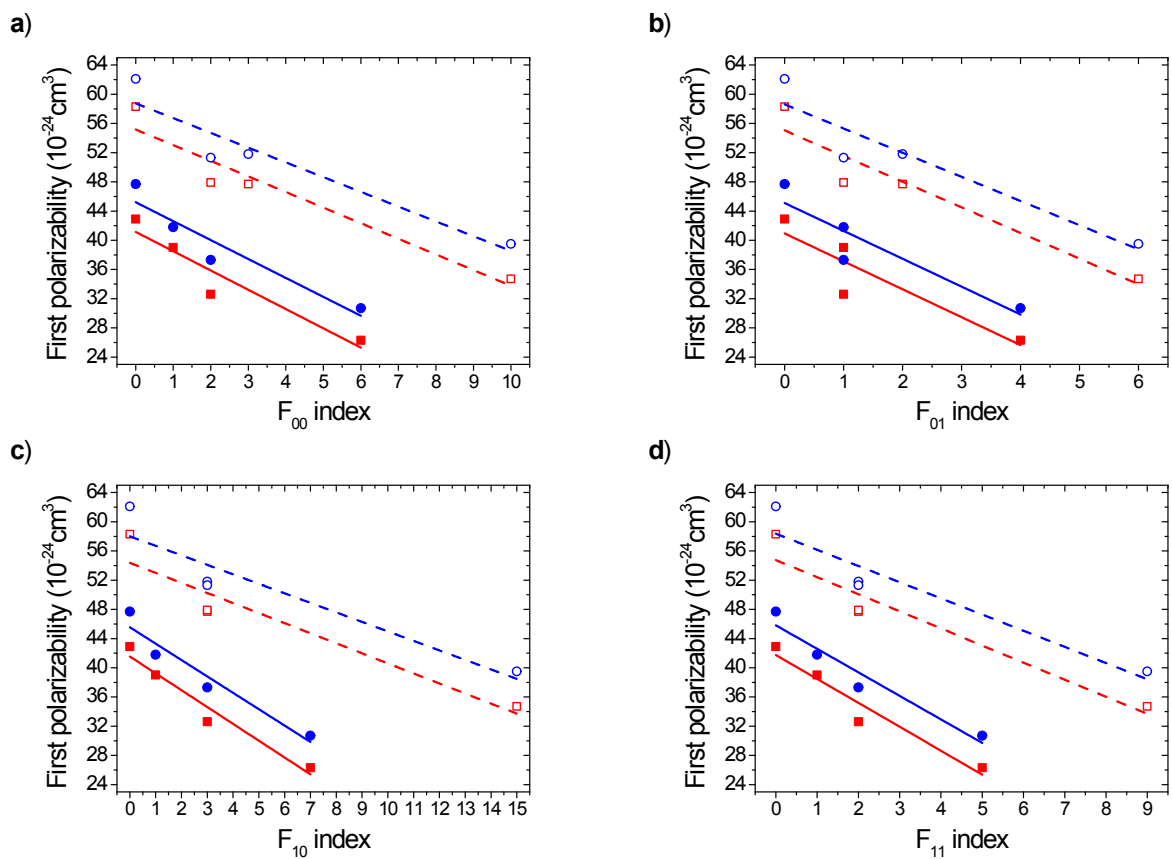 a)
First polarizability (10⁻²⁴cm³)
64
60
56
52
48
44
40
36
32
28
24
0 1 2 3 4 5 6 7 8 9 10
F₀₀ index
b)
First polarizability (10⁻²⁴cm³)
64
60
56
52
48
44
40
36
32
28
24
0 1 2 3 4 5 6
F₀₁ index
c)
First polarizability (10⁻²⁴cm³)
64
60
56
52
48
44
40
36
32
28
24
0 1 2 3 4 5 6 7 8 9 10 11 12 13 14 15
F₁₀ index
d)
First polarizability (10⁻²⁴cm³)
64
60
56
52
48
44
40
36
32
28
24
0 1 2 3 4 5 6 7 8 9
F₁₁ index